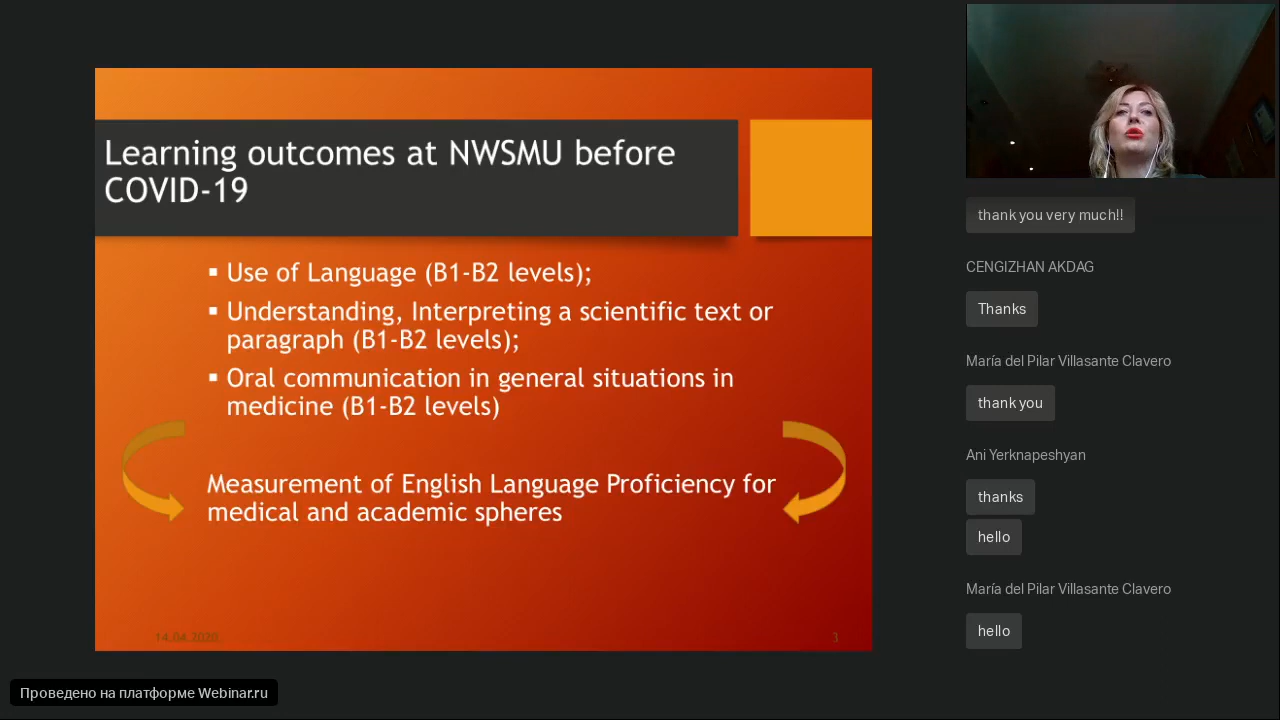 Learning outcomes at NWSMU before
COVID-19
▪ Use of Language (B1-B2 levels);
▪ Understanding, Interpreting a scientific text or
paragraph (B1-B2 levels);
▪ Oral communication in general situations in
medicine (B1-B2 levels)
Measurement of English Language Proficiency for
medical and academic spheres
14.04.2020
3
Проведено на платформе Webinar.ru
thank you very much!!
CENGIZHAN AKDAG
Thanks
María del Pilar Villasante Clavero
thank you
Ani Yerknapeshyan
thanks
hello
María del Pilar Villasante Clavero
hello